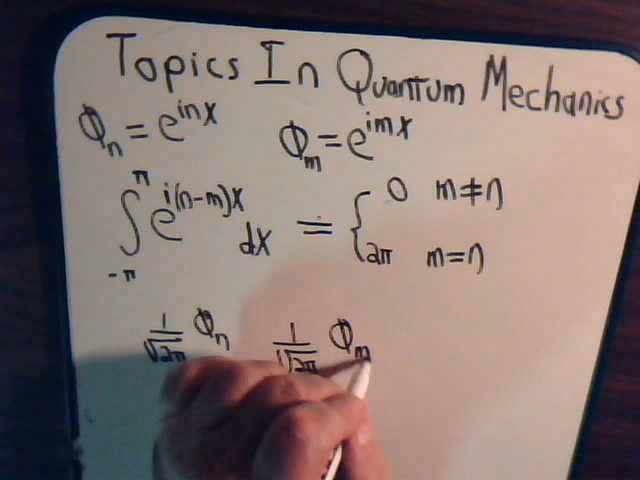 Topics In Quantum Mechanics
ϕₙ = e^{inx}   ϕₘ = e^{imx}
∫_{-π}^{π} e^{i(n-m)x} dx = { 0 m≠n
2π m=n
1/√2π ϕₙ   1/√2π ϕₘ